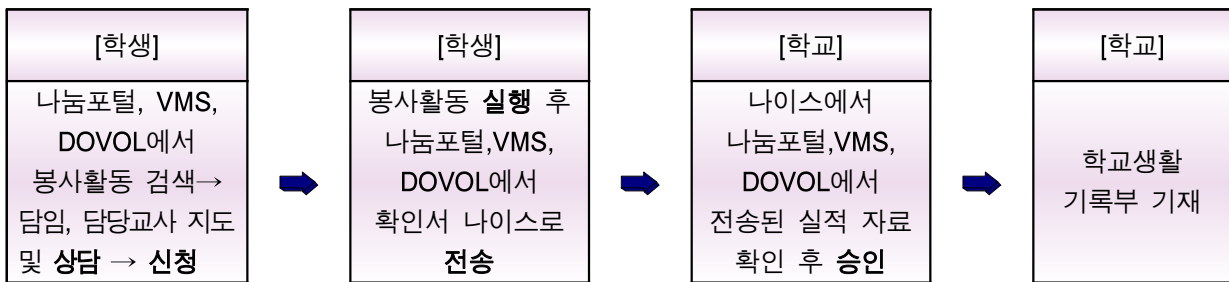 [학생]
나눔포털, VMS,
DOVOL에서
봉사활동 검색→
담임, 담당교사 지도
및 상담 → 신청
[학생]
봉사활동 실행 후
나눔포털,VMS,
DOVOL에서
확인서 나이스로
전송
[학교]
나이스에서
나눔포털,VMS,
DOVOL에서
전송된 실적 자료
확인 후 승인
[학교]
학교생활
기록부 기재